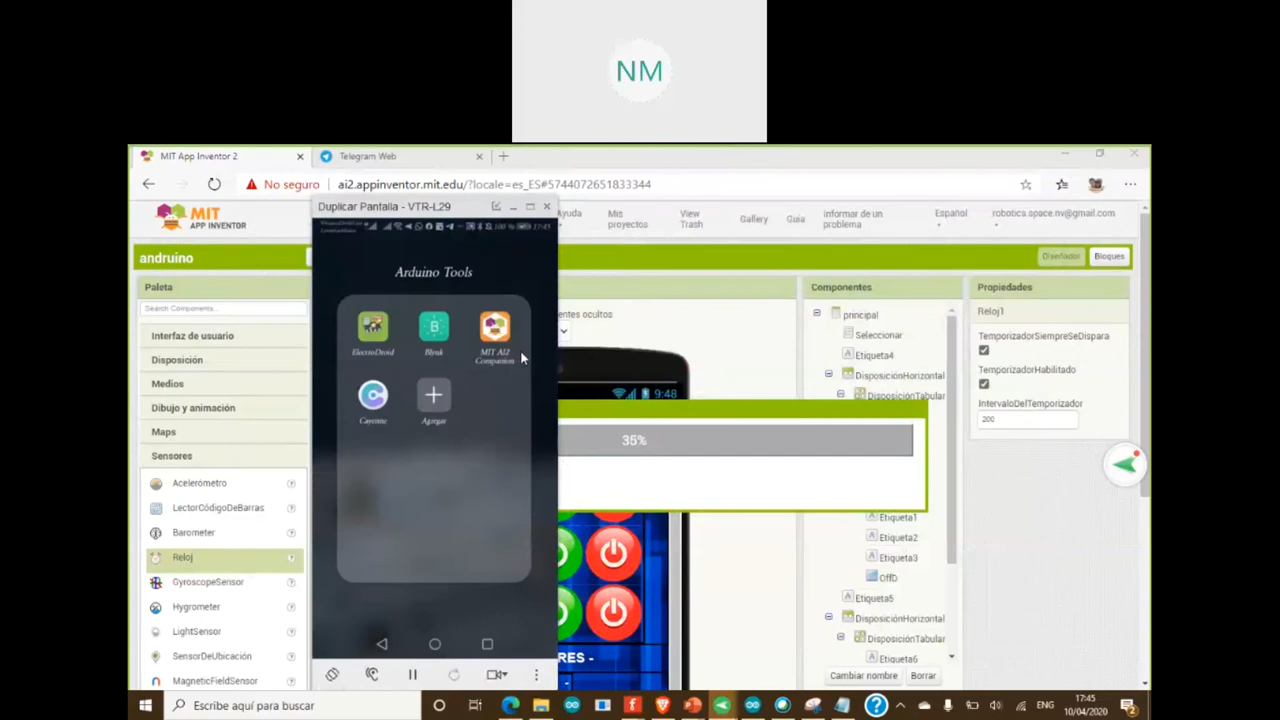 NM
MIT App Inventor 2
Telegram Web
No seguro
ai2.appinventor.mit.edu/?locale=es_ES#5744072651833344
MIT
APP INVENTOR
Ayuda
Mis proyectos
View Trash
Gallery
Guía
informar de un problema
Español
robotics.space.nv@gmail.com
andruino
Diseñador
Bloques
Paleta
Search Components...
Interfaz de usuario
Disposición
Medios
Dibujo y animación
Maps
Sensores
Acelerómetro
LectorCódigoDeBarras
Barometer
Reloj
GyroscopeSensor
Hygrometer
LightSensor
SensorDeUbicación
MagneticFieldSensor
Duplicar Pantalla - VTR-L29
100 %
17:45
Arduino Tools
ElectroDroid
Blynk
MIT AI2
Companion
Cayenne
Agregar
entes ocultos
9:48
35%
RES -
Componentes
principal
Seleccionar
Etiqueta4
DisposiciónHorizontal
DisposiciónTabular
Etiqueta1
Etiqueta2
Etiqueta3
OffD
Etiqueta5
DisposiciónHorizontal
DisposiciónTabular
Etiqueta6
Cambiar nombre
Borrar
Propiedades
Reloj1
TemporizadorSiempreSeDispara
TemporizadorHabilitado
IntervaloDelTemporizador
200
Escribe aquí para buscar
ENG
17:45
10/04/2020
2